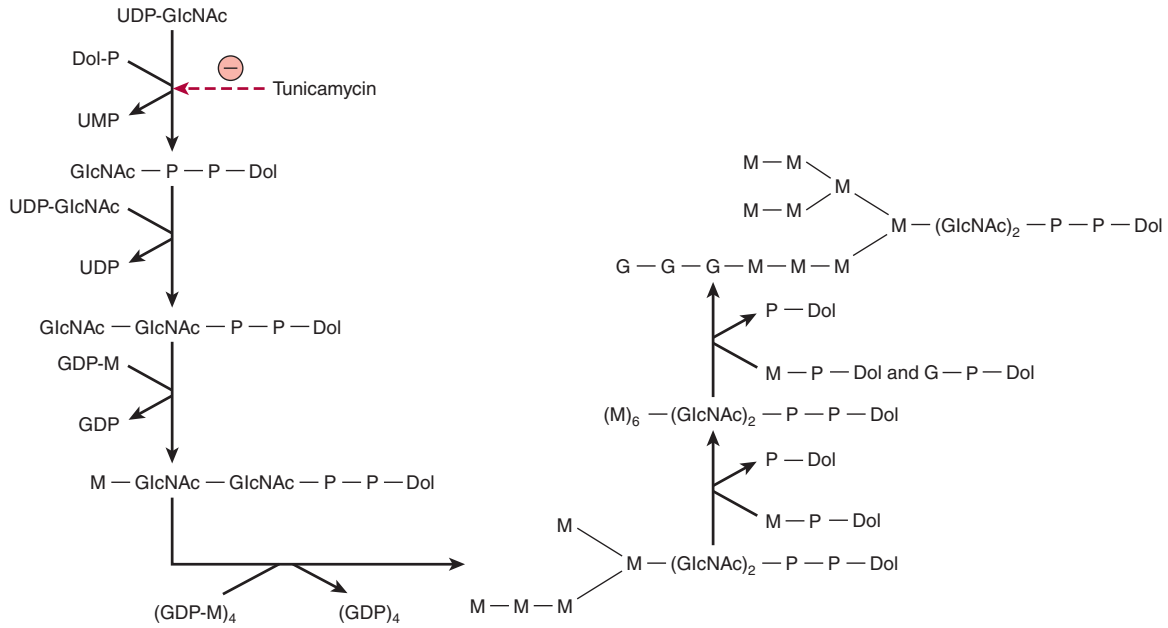 UDP-GlcNAc
Dol-P
−
Tunicamycin
UMP
GlcNAc — P — P — Dol
UDP-GlcNAc
UDP
GlcNAc — GlcNAc — P — P — Dol
GDP-M
GDP
M — GlcNAc — GlcNAc — P — P — Dol
(GDP-M)4
(GDP)4
M
M — (GlcNAc)2 — P — P — Dol
M — M — M
P — Dol
M — P — Dol
(M)6 — (GlcNAc)2 — P — P — Dol
P — Dol
M — P — Dol and G — P — Dol
M — M
M
M — M
M — (GlcNAc)2 — P — P — Dol
G — G — G — M — M — M